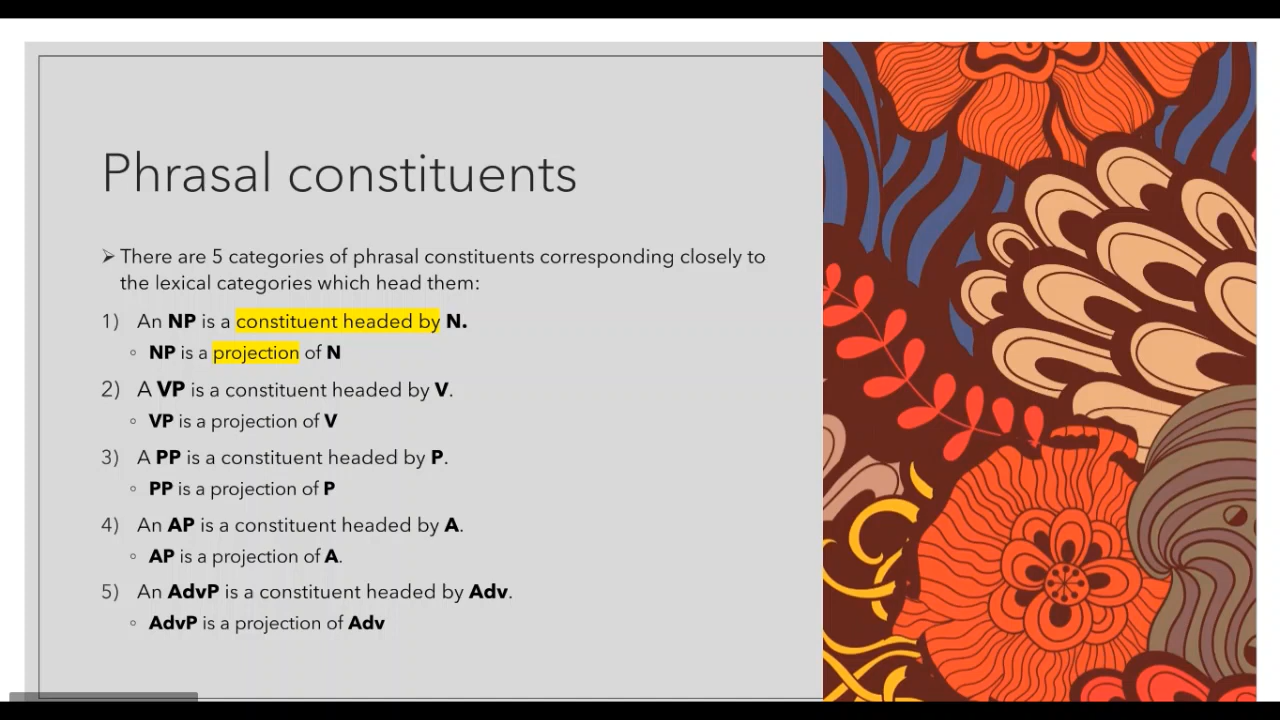 Phrasal constituents
➢ There are 5 categories of phrasal constituents corresponding closely to
the lexical categories which head them:
1) An NP is a constituent headed by N.
◦ NP is a projection of N
2) A VP is a constituent headed by V.
◦ VP is a projection of V
3) A PP is a constituent headed by P.
◦ PP is a projection of P
4) An AP is a constituent headed by A.
◦ AP is a projection of A.
5) An AdvP is a constituent headed by Adv.
◦ AdvP is a projection of Adv